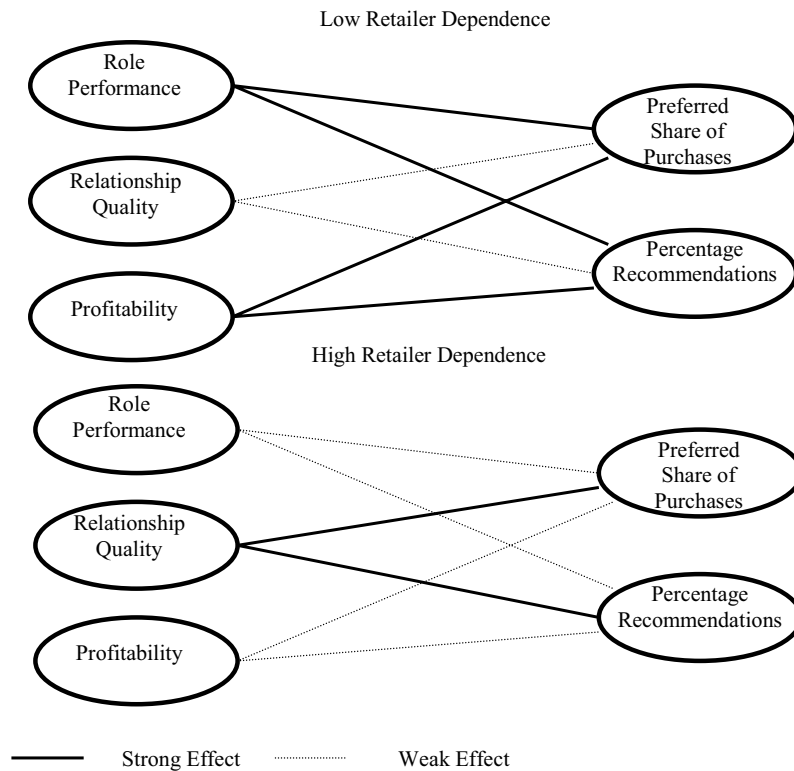 Low Retailer Dependence
Role
Performance
Preferred
Share of
Purchases
Relationship
Quality
Percentage
Recommendations
Profitability
High Retailer Dependence
Role
Performance
Preferred
Share of
Purchases
Relationship
Quality
Percentage
Recommendations
Profitability
Strong Effect
Weak Effect